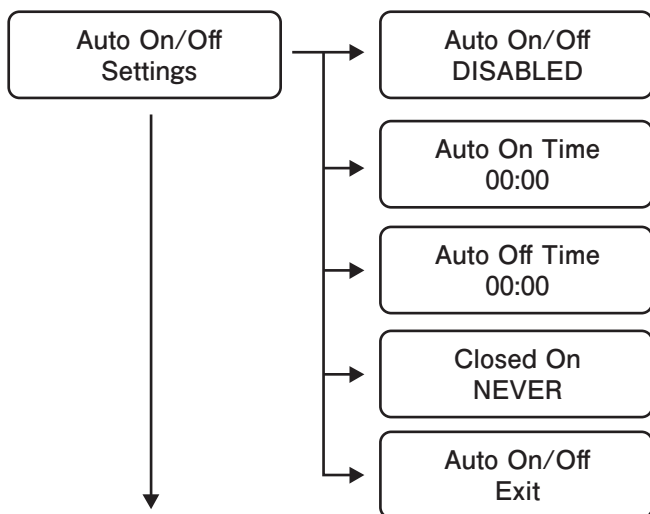 Auto On/Off
Settings
Auto On/Off
DISABLED
Auto On Time
00:00
Auto Off Time
00:00
Closed On
NEVER
Auto On/Off
Exit